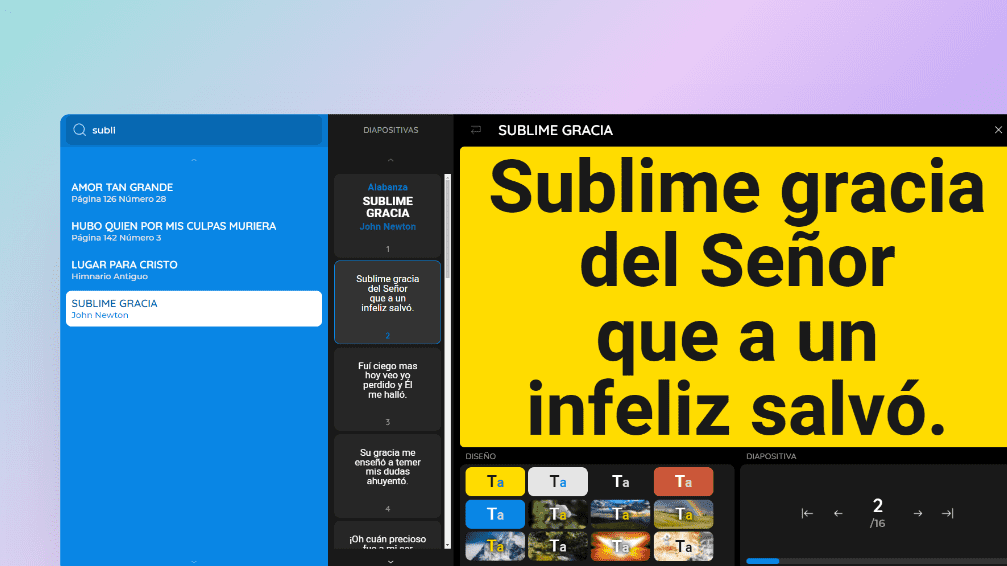 subli
AMOR TAN GRANDE
Página 126 Número 28
HUBO QUIEN POR MIS CULPAS MURIERA
Página 142 Número 3
LUGAR PARA CRISTO
Himnario Antiguo
SUBLIME GRACIA
John Newton
DIAPOSITIVAS
Alabanza
SUBLIME
GRACIA
John Newton
1
Sublime gracia
del Señor
que a un
infeliz salvó.
2
Fuí ciego mas
hoy veo yo
perdido y Él
me halló.
3
Su gracia me
enseñó a temer
mis dudas
ahuyentó.
4
¡Oh cuán precioso
fue a mi ser
SUBLIME GRACIA
Sublime gracia
del Señor
que a un
infeliz salvó.
DISEÑO
Ta Ta Ta Ta
Ta Ta Ta Ta
Ta Ta Ta Ta
DIAPOSITIVA
2
/16